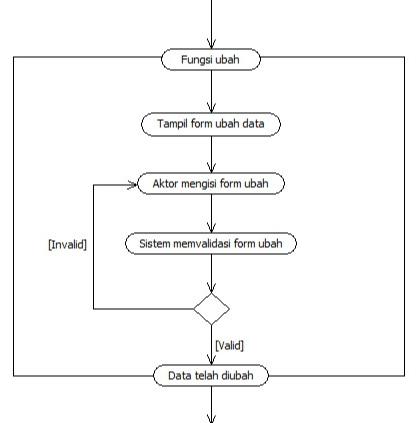 Fungsi ubah
Tampil form ubah data
Aktor mengisi form ubah
Sistem memvalidasi form ubah
[Invalid]
[Valid]
Data telah diubah